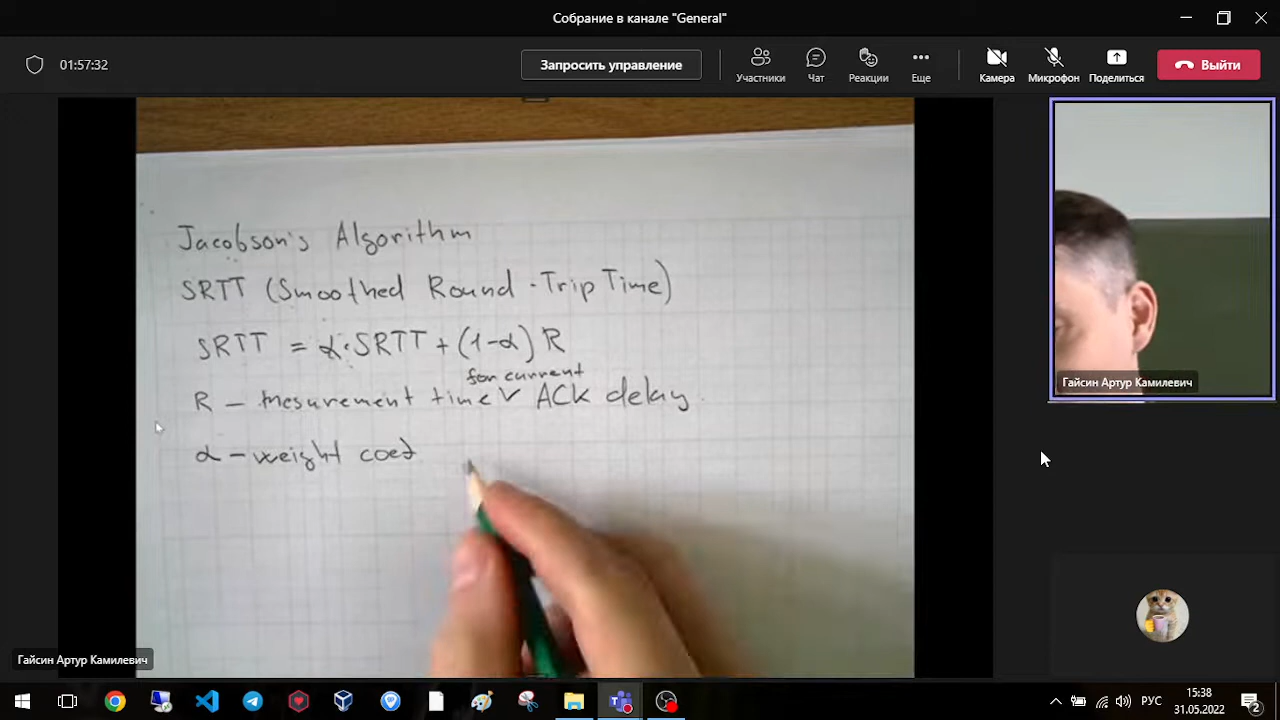 Собрание в канале "General"
01:57:32
Запросить управление
Участники
Чат
Реакции
Еще
Камера
Микрофон
Поделиться
Выйти
Jacobson's Algorithm
SRTT (Smoothed Round-Trip Time)
SRTT = α·SRTT + (1-α) R
for current
R – mesurement time V ACK delay
α – weight coef
Гайсин Артур Камилевич
Гайсин Артур Камилевич
РУС
15:38
31.05.2022
2